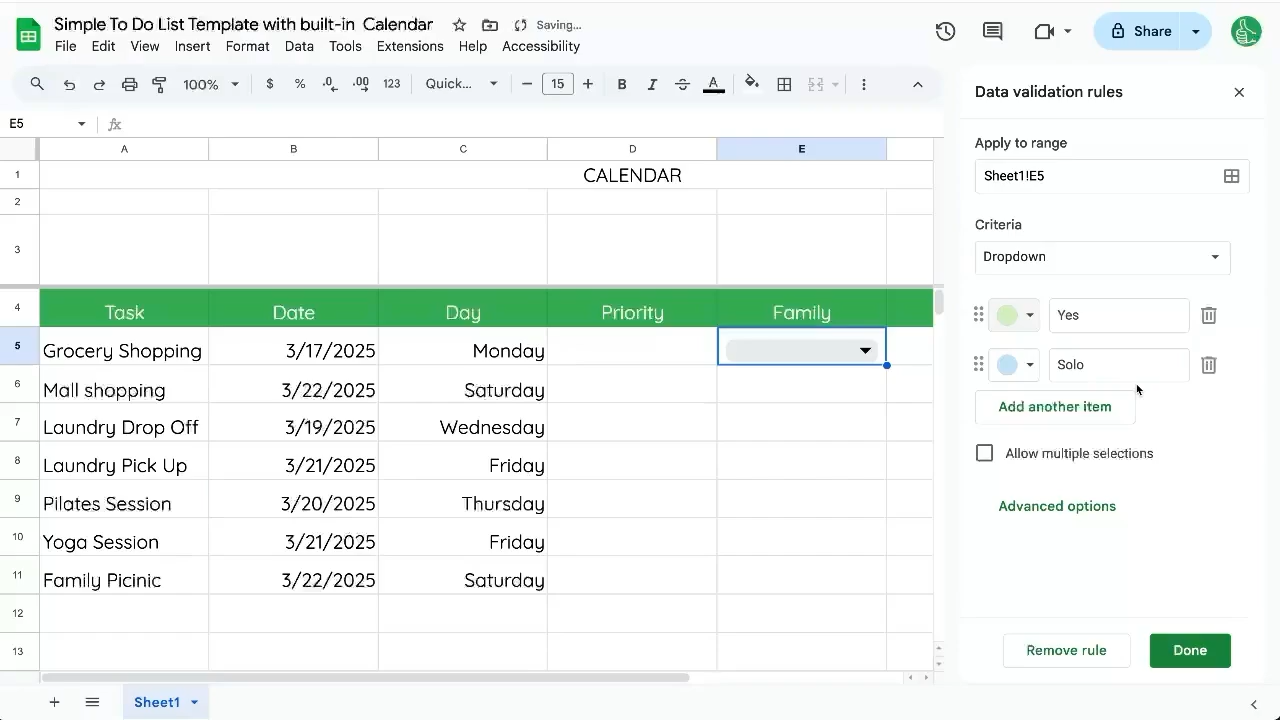 Simple To Do List Template with built-in Calendar Saving...
File Edit View Insert Format Data Tools Extensions Help Accessibility
Share
100% $ % .0 .00 123 Quick... 15 B I A
E5 fx
A B C D E
1 CALENDAR
2
3
4 Task Date Day Priority Family
5 Grocery Shopping 3/17/2025 Monday
6 Mall shopping 3/22/2025 Saturday
7 Laundry Drop Off 3/19/2025 Wednesday
8 Laundry Pick Up 3/21/2025 Friday
9 Pilates Session 3/20/2025 Thursday
10 Yoga Session 3/21/2025 Friday
11 Family Picinic 3/22/2025 Saturday
12
13
Sheet1
Data validation rules
Apply to range
Sheet1!E5
Criteria
Dropdown
Yes
Solo
Add another item
Allow multiple selections
Advanced options
Remove rule Done